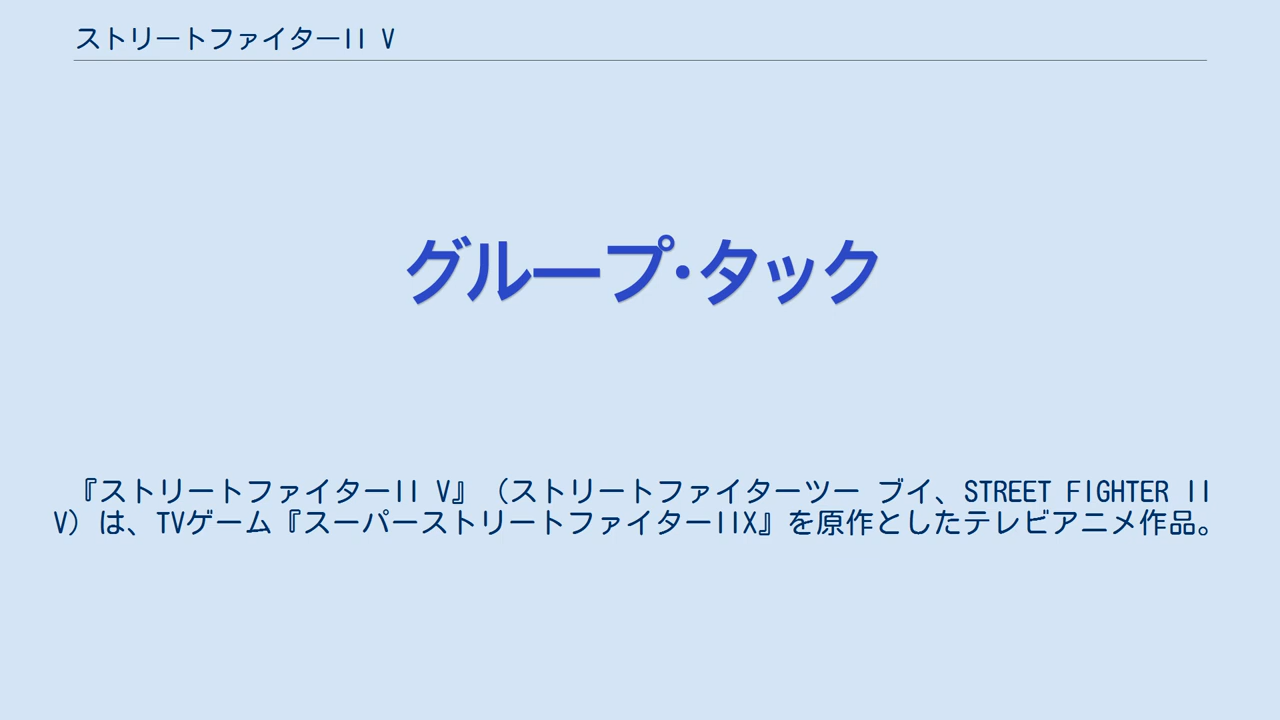 ストリートファイターII V
グループ・タック
『ストリートファイターII V』（ストリートファイターツー ブイ、STREET FIGHTER II
V）は、TVゲーム『スーパーストリートファイターIIX』を原作としたテレビアニメ作品。